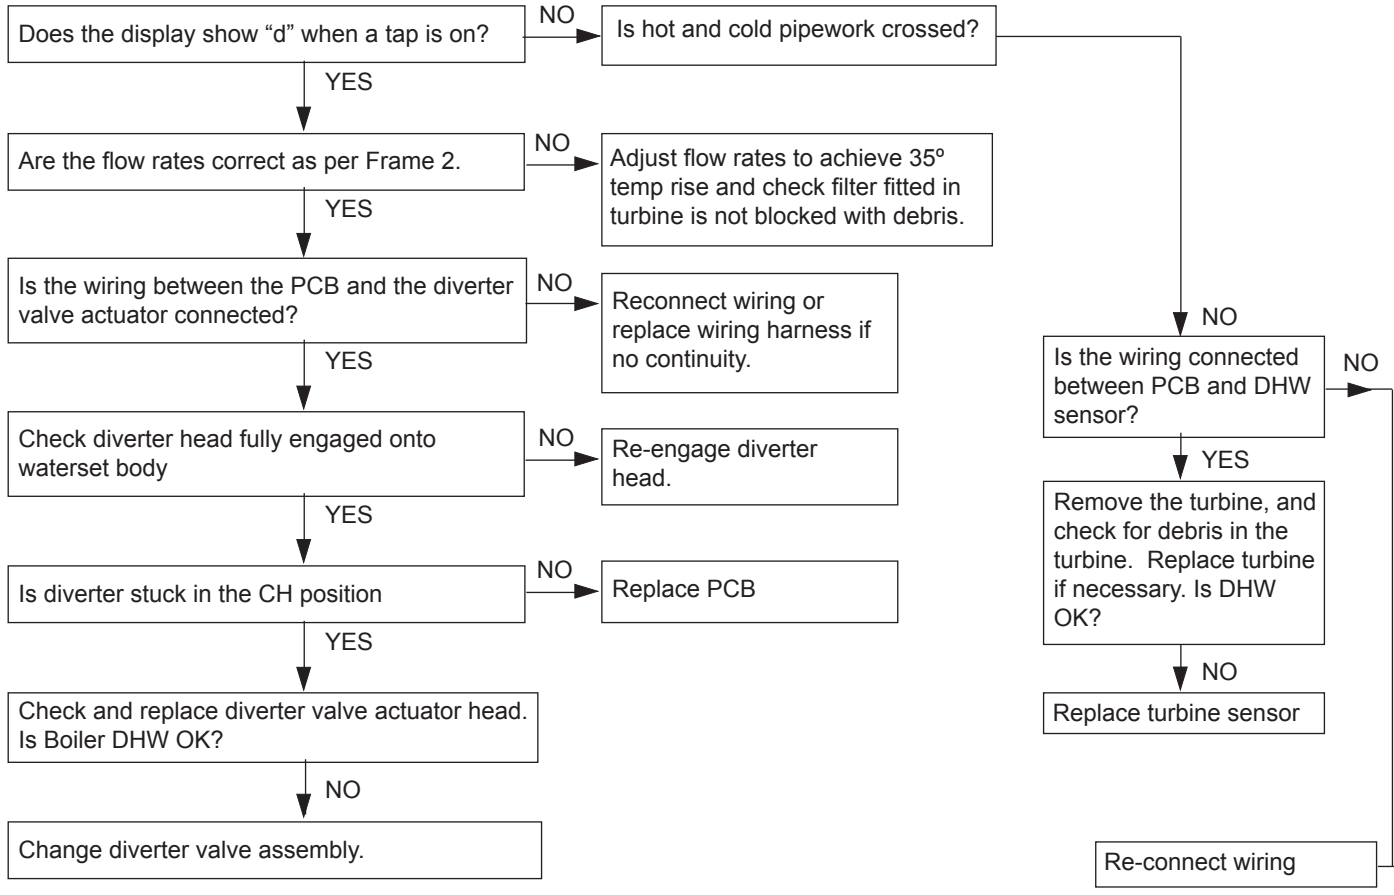 Does the display show “d” when a tap is on?
NO
Is hot and cold pipework crossed?
YES
Are the flow rates correct as per Frame 2.
NO
Adjust flow rates to achieve 35º
temp rise and check filter fitted in
turbine is not blocked with debris.
YES
Is the wiring between the PCB and the diverter
valve actuator connected?
NO
Reconnect wiring or
replace wiring harness if
no continuity.
YES
Check diverter head fully engaged onto
waterset body
NO
Re-engage diverter
head.
YES
Is diverter stuck in the CH position
NO
Replace PCB
YES
Check and replace diverter valve actuator head.
Is Boiler DHW OK?
NO
Change diverter valve assembly.
NO
Is the wiring connected
between PCB and DHW
sensor?
NO
YES
Remove the turbine, and
check for debris in the
turbine.  Replace turbine
if necessary. Is DHW
OK?
NO
Replace turbine sensor
Re-connect wiring